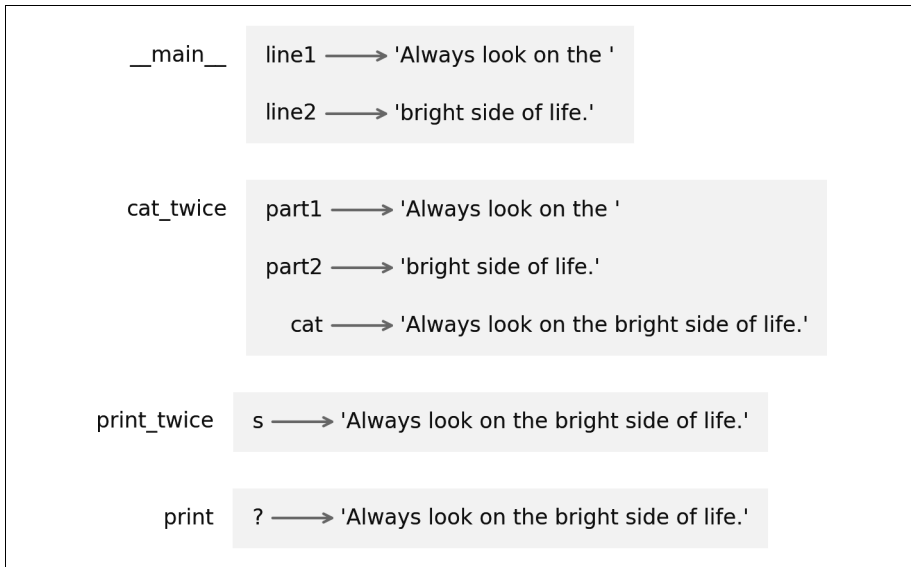 __main__ line1 'Always look on the '
line2 'bright side of life.'
cat_twice part1 'Always look on the '
part2 'bright side of life.'
cat 'Always look on the bright side of life.'
print_twice s 'Always look on the bright side of life.'
print ? 'Always look on the bright side of life.'